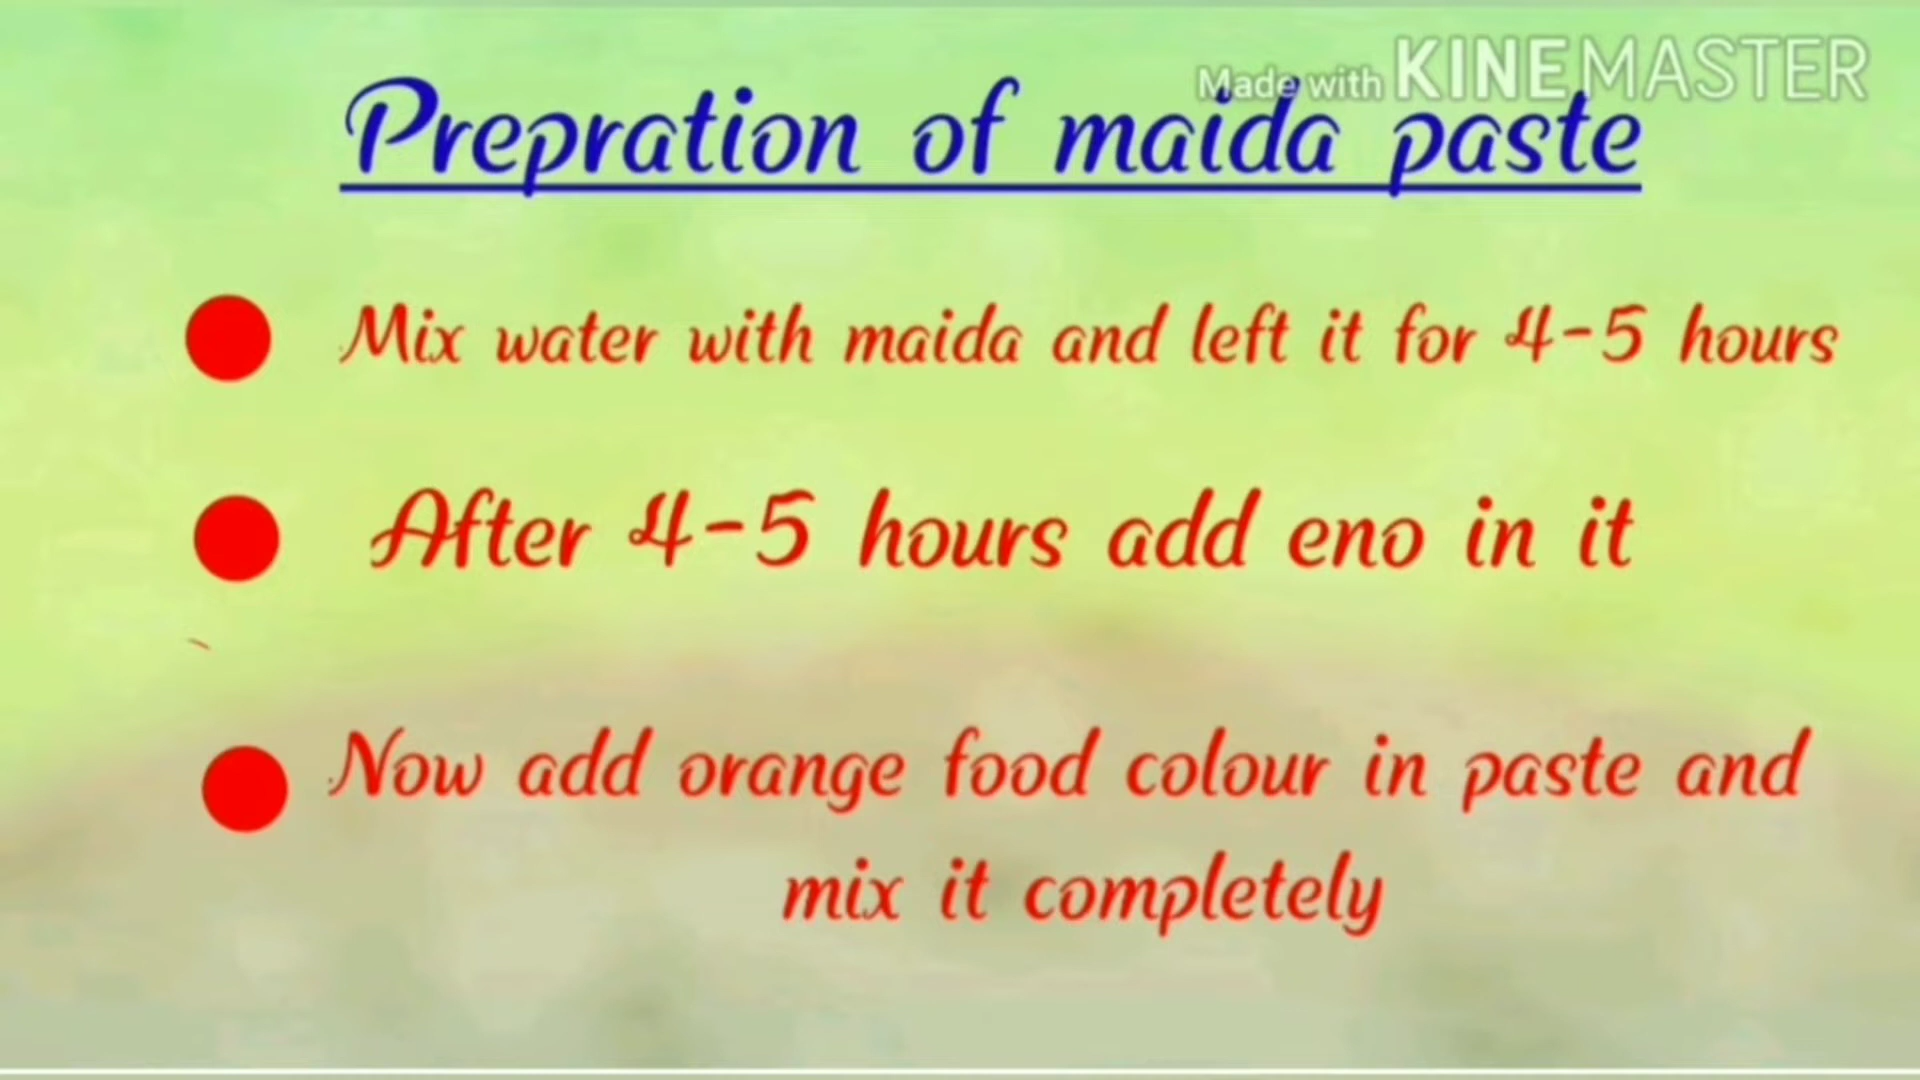 Made with KINEMASTER
Prepration of maida paste
Mix water with maida and left it for 4-5 hours
After 4-5 hours add eno in it
Now add orange food colour in paste and
mix it completely